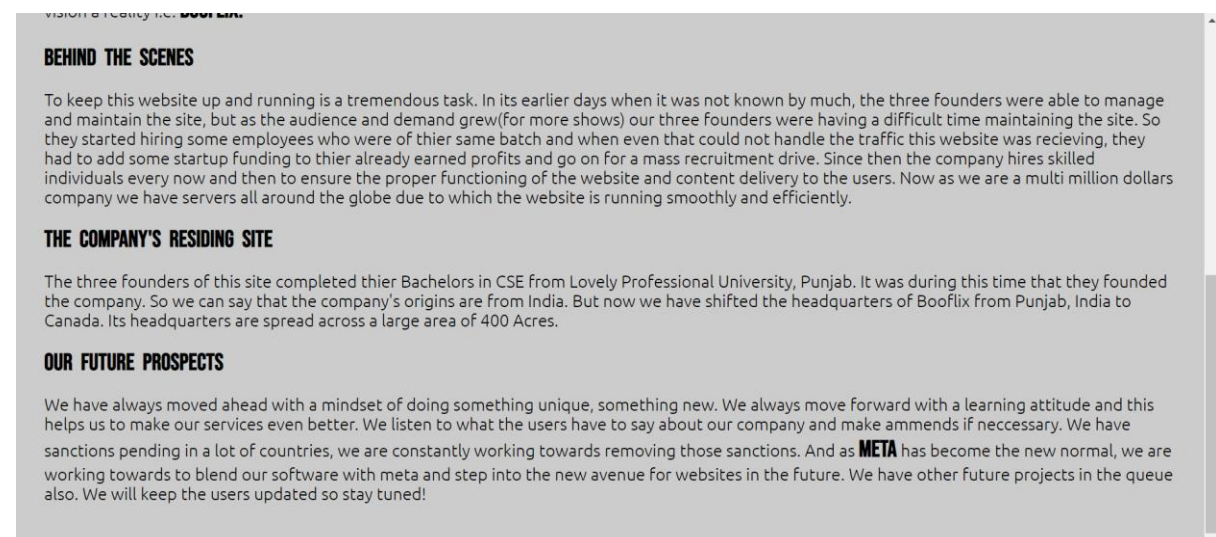 vision a reality i.e. BOOFLIX.
BEHIND THE SCENES
To keep this website up and running is a tremendous task. In its earlier days when it was not known by much, the three founders were able to manage
and maintain the site, but as the audience and demand grew(for more shows) our three founders were having a difficult time maintaining the site. So
they started hiring some employees who were of thier same batch and when even that could not handle the traffic this website was recieving, they
had to add some startup funding to thier already earned profits and go on for a mass recruitment drive. Since then the company hires skilled
individuals every now and then to ensure the proper functioning of the website and content delivery to the users. Now as we are a multi million dollars
company we have servers all around the globe due to which the website is running smoothly and efficiently.
THE COMPANY'S RESIDING SITE
The three founders of this site completed thier Bachelors in CSE from Lovely Professional University, Punjab. It was during this time that they founded
the company. So we can say that the company's origins are from India. But now we have shifted the headquarters of Booflix from Punjab, India to
Canada. Its headquarters are spread across a large area of 400 Acres.
OUR FUTURE PROSPECTS
We have always moved ahead with a mindset of doing something unique, something new. We always move forward with a learning attitude and this
helps us to make our services even better. We listen to what the users have to say about our company and make ammends if neccessary. We have
sanctions pending in a lot of countries, we are constantly working towards removing those sanctions. And as META has become the new normal, we are
working towards to blend our software with meta and step into the new avenue for websites in the future. We have other future projects in the queue
also. We will keep the users updated so stay tuned!